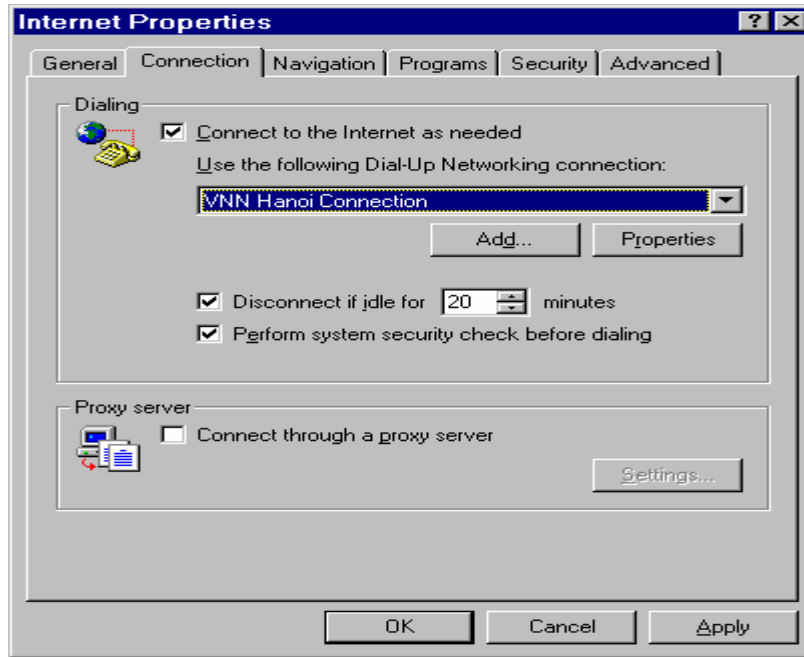 Internet Properties
General Connection Navigation Programs Security Advanced
Dialing
Connect to the Internet as needed
Use the following Dial-Up Networking connection:
VNN Hanoi Connection
Add... Properties
Disconnect if idle for 20 minutes
Perform system security check before dialing
Proxy server
Connect through a proxy server
Settings...
OK Cancel Apply